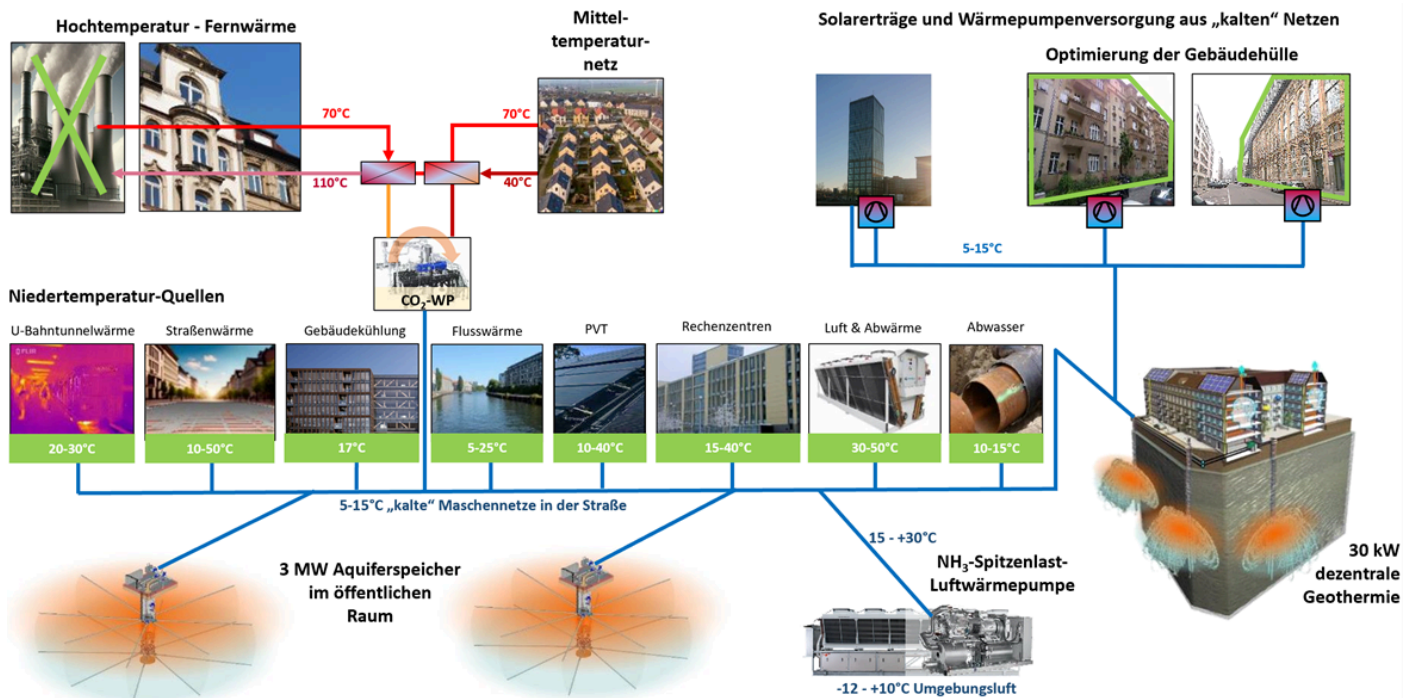 Hochtemperatur - Fernwärme
70°C
110°C
Mittel-
temperatur-
netz
70°C
40°C
CO₂-WP
Solarerträge und Wärmepumpenversorgung aus „kalten“ Netzen
Optimierung der Gebäudehülle
5-15°C
Niedertemperatur-Quellen
U-Bahntunnelwärme
Straßenwärme
Gebäudekühlung
Flusswärme
PVT
Rechenzentren
Luft & Abwärme
Abwasser
20-30°C
10-50°C
17°C
5-25°C
10-40°C
15-40°C
30-50°C
10-15°C
5-15°C „kalte“ Maschennetze in der Straße
3 MW Aquiferspeicher
im öffentlichen
Raum
15 - +30°C
NH₃-Spitzenlast-
Luftwärmepumpe
-12 - +10°C Umgebungsluft
30 kW
dezentrale
Geothermie